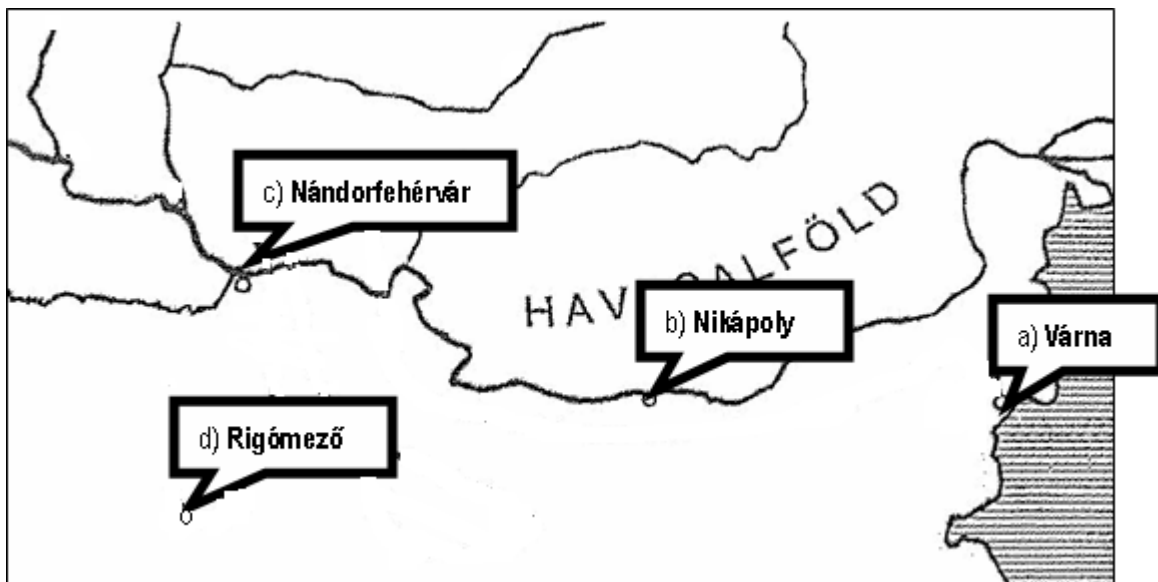 c) Nándorfehérvár
HAV ALFÖLD
b) Nikápoly
a) Várna
d) Rigómező